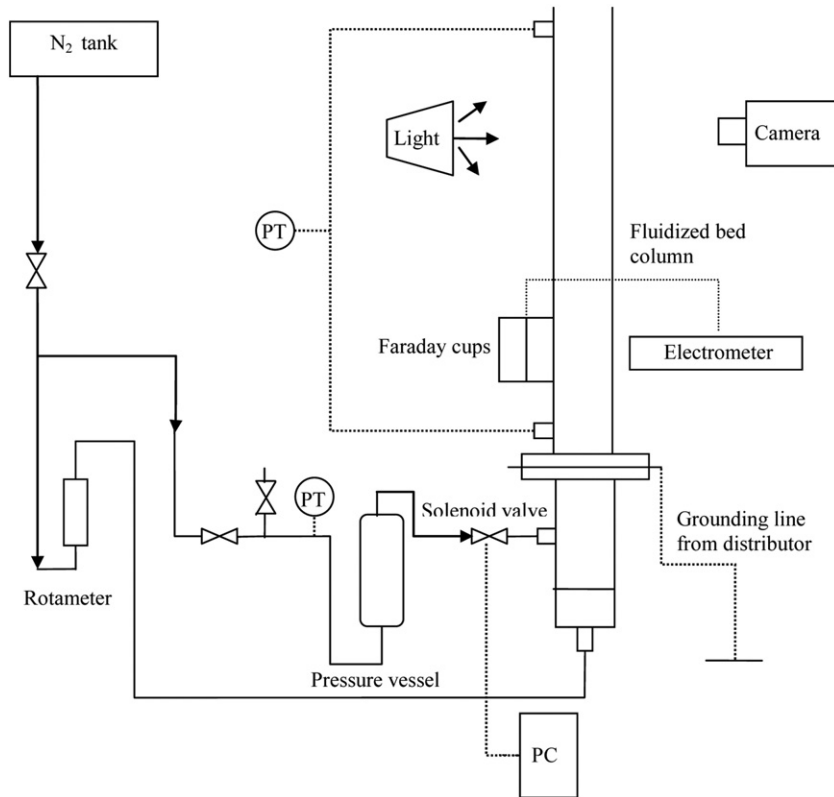 N₂ tank
Light
Camera
PT
Fluidized bed
column
Faraday cups
Electrometer
PT
Solenoid valve
Grounding line
from distributor
Rotameter
Pressure vessel
PC